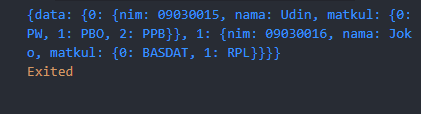 {data: {0: {nim: 09030015, nama: Udin, matkul: {0:
PW, 1: PBO, 2: PPB}}, 1: {nim: 09030016, nama: Jok
o, matkul: {0: BASDAT, 1: RPL}}}}
Exited